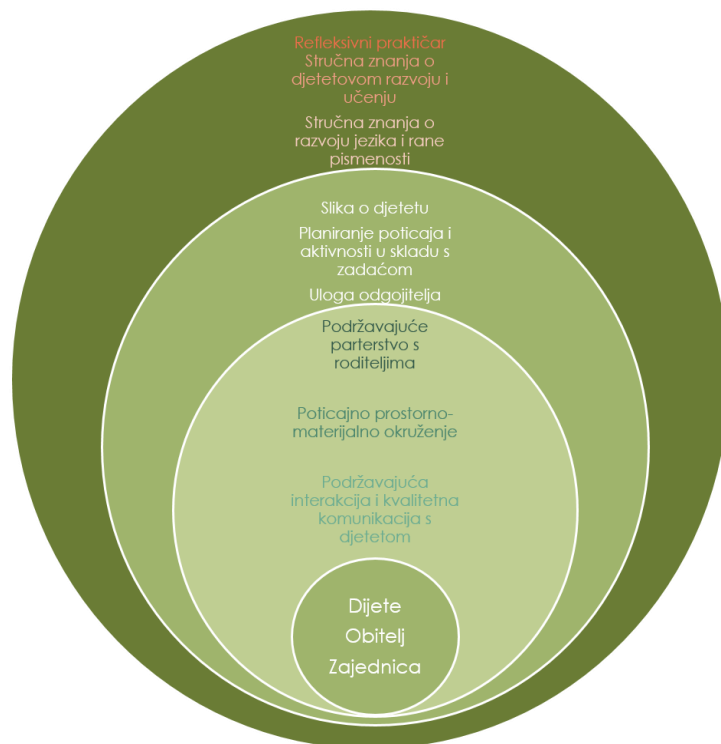 Refleksivni praktičar
Stručna znanja o
djetetovom razvoju i
učenju
Stručna znanja o
razvoju jezika i rane
pismenosti
Slika o djetetu
Planiranje poticaja i
aktivnosti u skladu s
zadaćom
Uloga odgojitelja
Podržavajuće
parterstvo s
roditeljima
Poticajno prostorno-
materijalno okruženje
Podržavajuća
interakcija i kvalitetna
komunikacija s
djetetom
Dijete
Obitelj
Zajednica